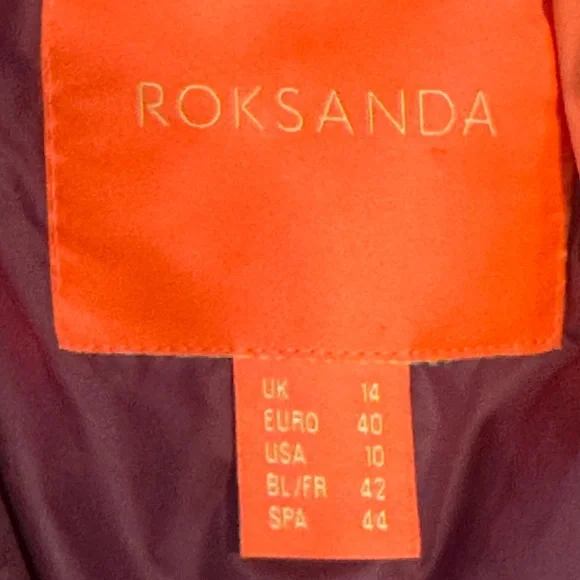 ROKSANDA
UK 14
EURO 40
USA 10
BL/FR 42
SPA 44